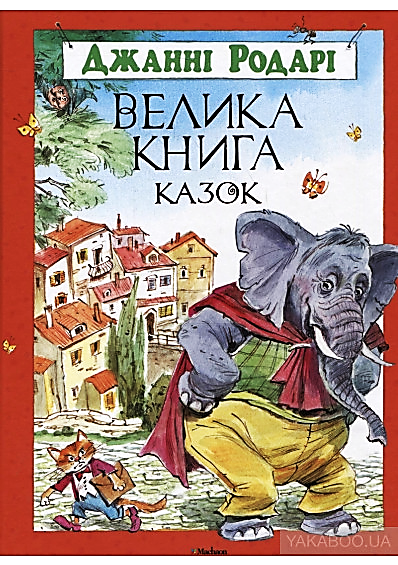 Джанні Родарі
Велика
книга
казок
Machaon
YAKABOO.UA